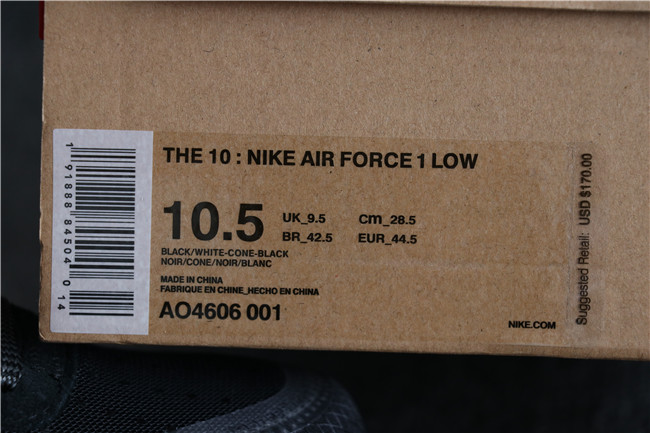 THE 10 : NIKE AIR FORCE 1 LOW
10.5
UK_9.5 Cm_28.5
BR_42.5 EUR_44.5
BLACK/WHITE-CONE-BLACK
NOIR/CONE/NOIR/BLANC
MADE IN CHINA
FABRIQUE EN CHINE_HECHO EN CHINA
AO4606 001
NIKE.COM
Suggested Retail: USD $170.00
1 91888 84504 0 14